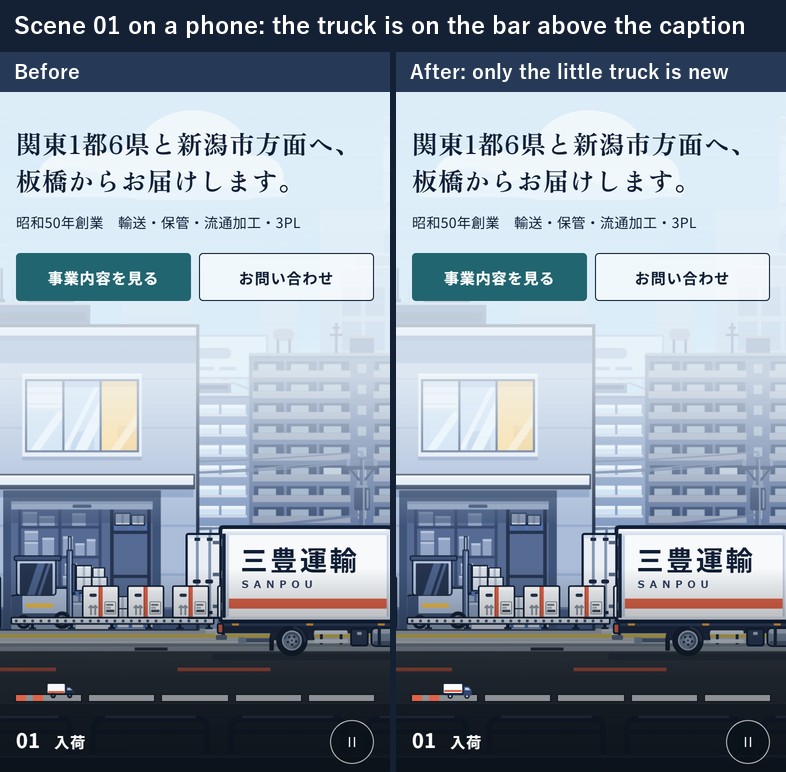 Scene 01 on a phone: the truck is on the bar above the caption
Before
関東1都6県と新潟市方面へ、
板橋からお届けします。
昭和50年創業　輸送・保管・流通加工・3PL
事業内容を見る
お問い合わせ
三豊運輸
SANPOU
01 入荷
After: only the little truck is new
関東1都6県と新潟市方面へ、
板橋からお届けします。
昭和50年創業　輸送・保管・流通加工・3PL
事業内容を見る
お問い合わせ
三豊運輸
SANPOU
01 入荷